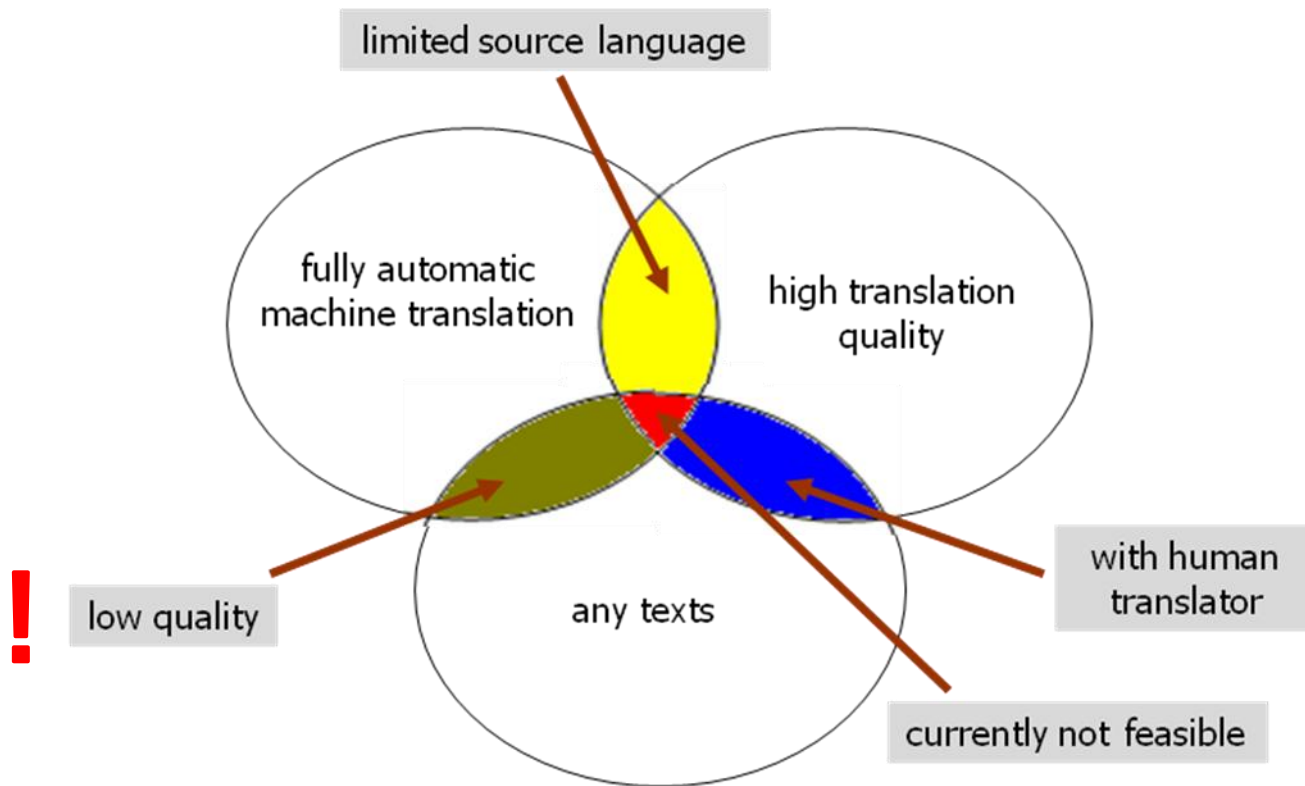 limited source language
fully automatic
machine translation
high translation
quality
!
low quality
any texts
with human
translator
currently not feasible